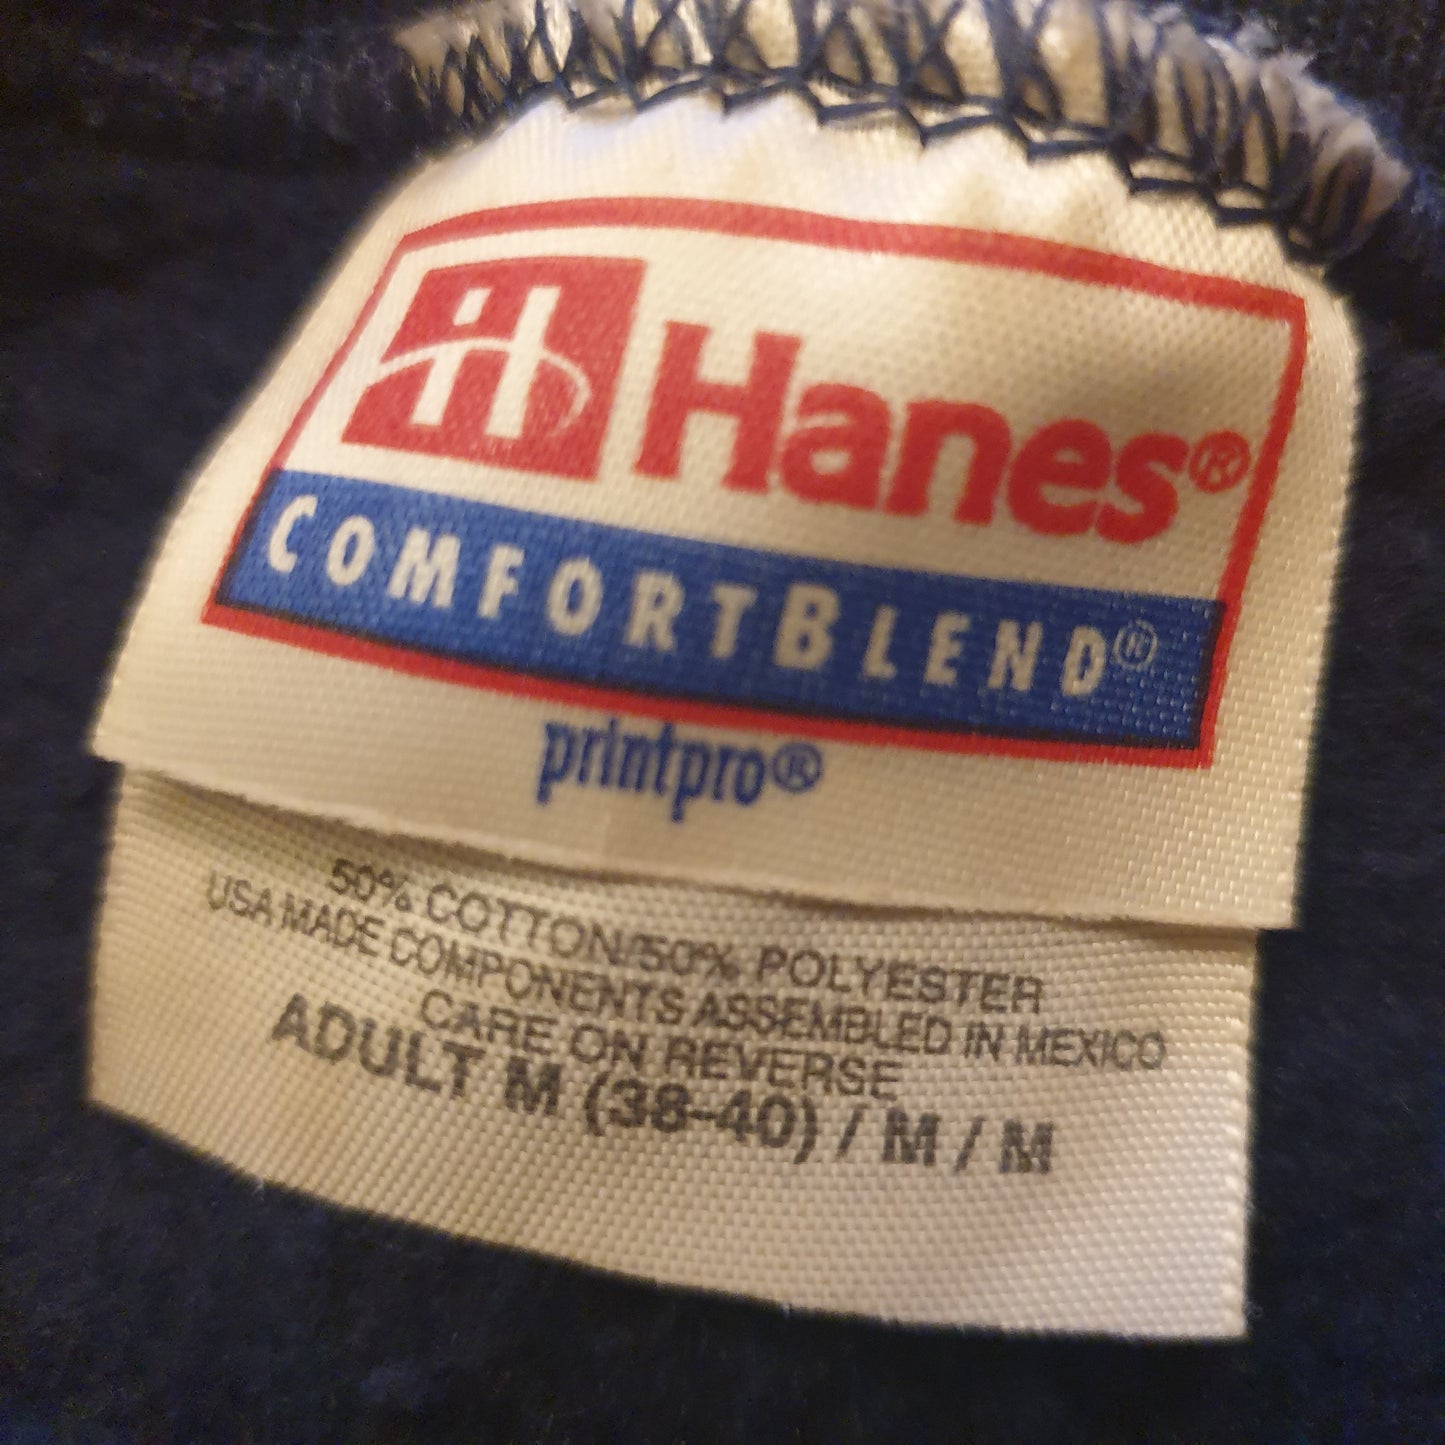 H Hanes®
COMFORTBLEND®
printpro®
50% COTTON/50% POLYESTER
USA MADE COMPONENTS ASSEMBLED IN MEXICO
CARE ON REVERSE
ADULT M (38-40) / M / M